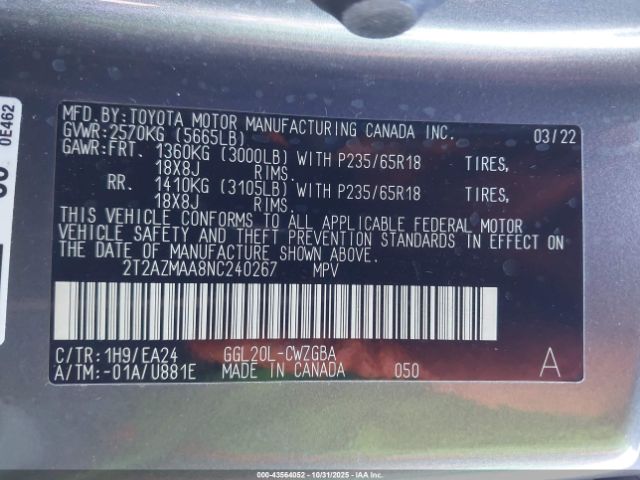 MFD.BY:TOYOTA MOTOR MANUFACTURING CANADA INC. 03/22
GVWR:2570KG (5665LB)
GAWR:FRT. 1360KG (3000LB) WITH P235/65R18 TIRES,
18X8J RIMS.
RR. 1410KG (3105LB) WITH P235/65R18 TIRES,
18X8J RIMS.
THIS VEHICLE CONFORMS TO ALL APPLICABLE FEDERAL MOTOR
VEHICLE SAFETY AND THEFT PREVENTION STANDARDS IN EFFECT ON
THE DATE OF MANUFACTURE SHOWN ABOVE.
2T2AZMAA8NC240267 MPV
C/TR:1H9/EA24 GGL20L-CWZGBA A
A/TM:-01A/U881E MADE IN CANADA 050
0E462
000-43564052 - 10/31/2025 - iaai.com